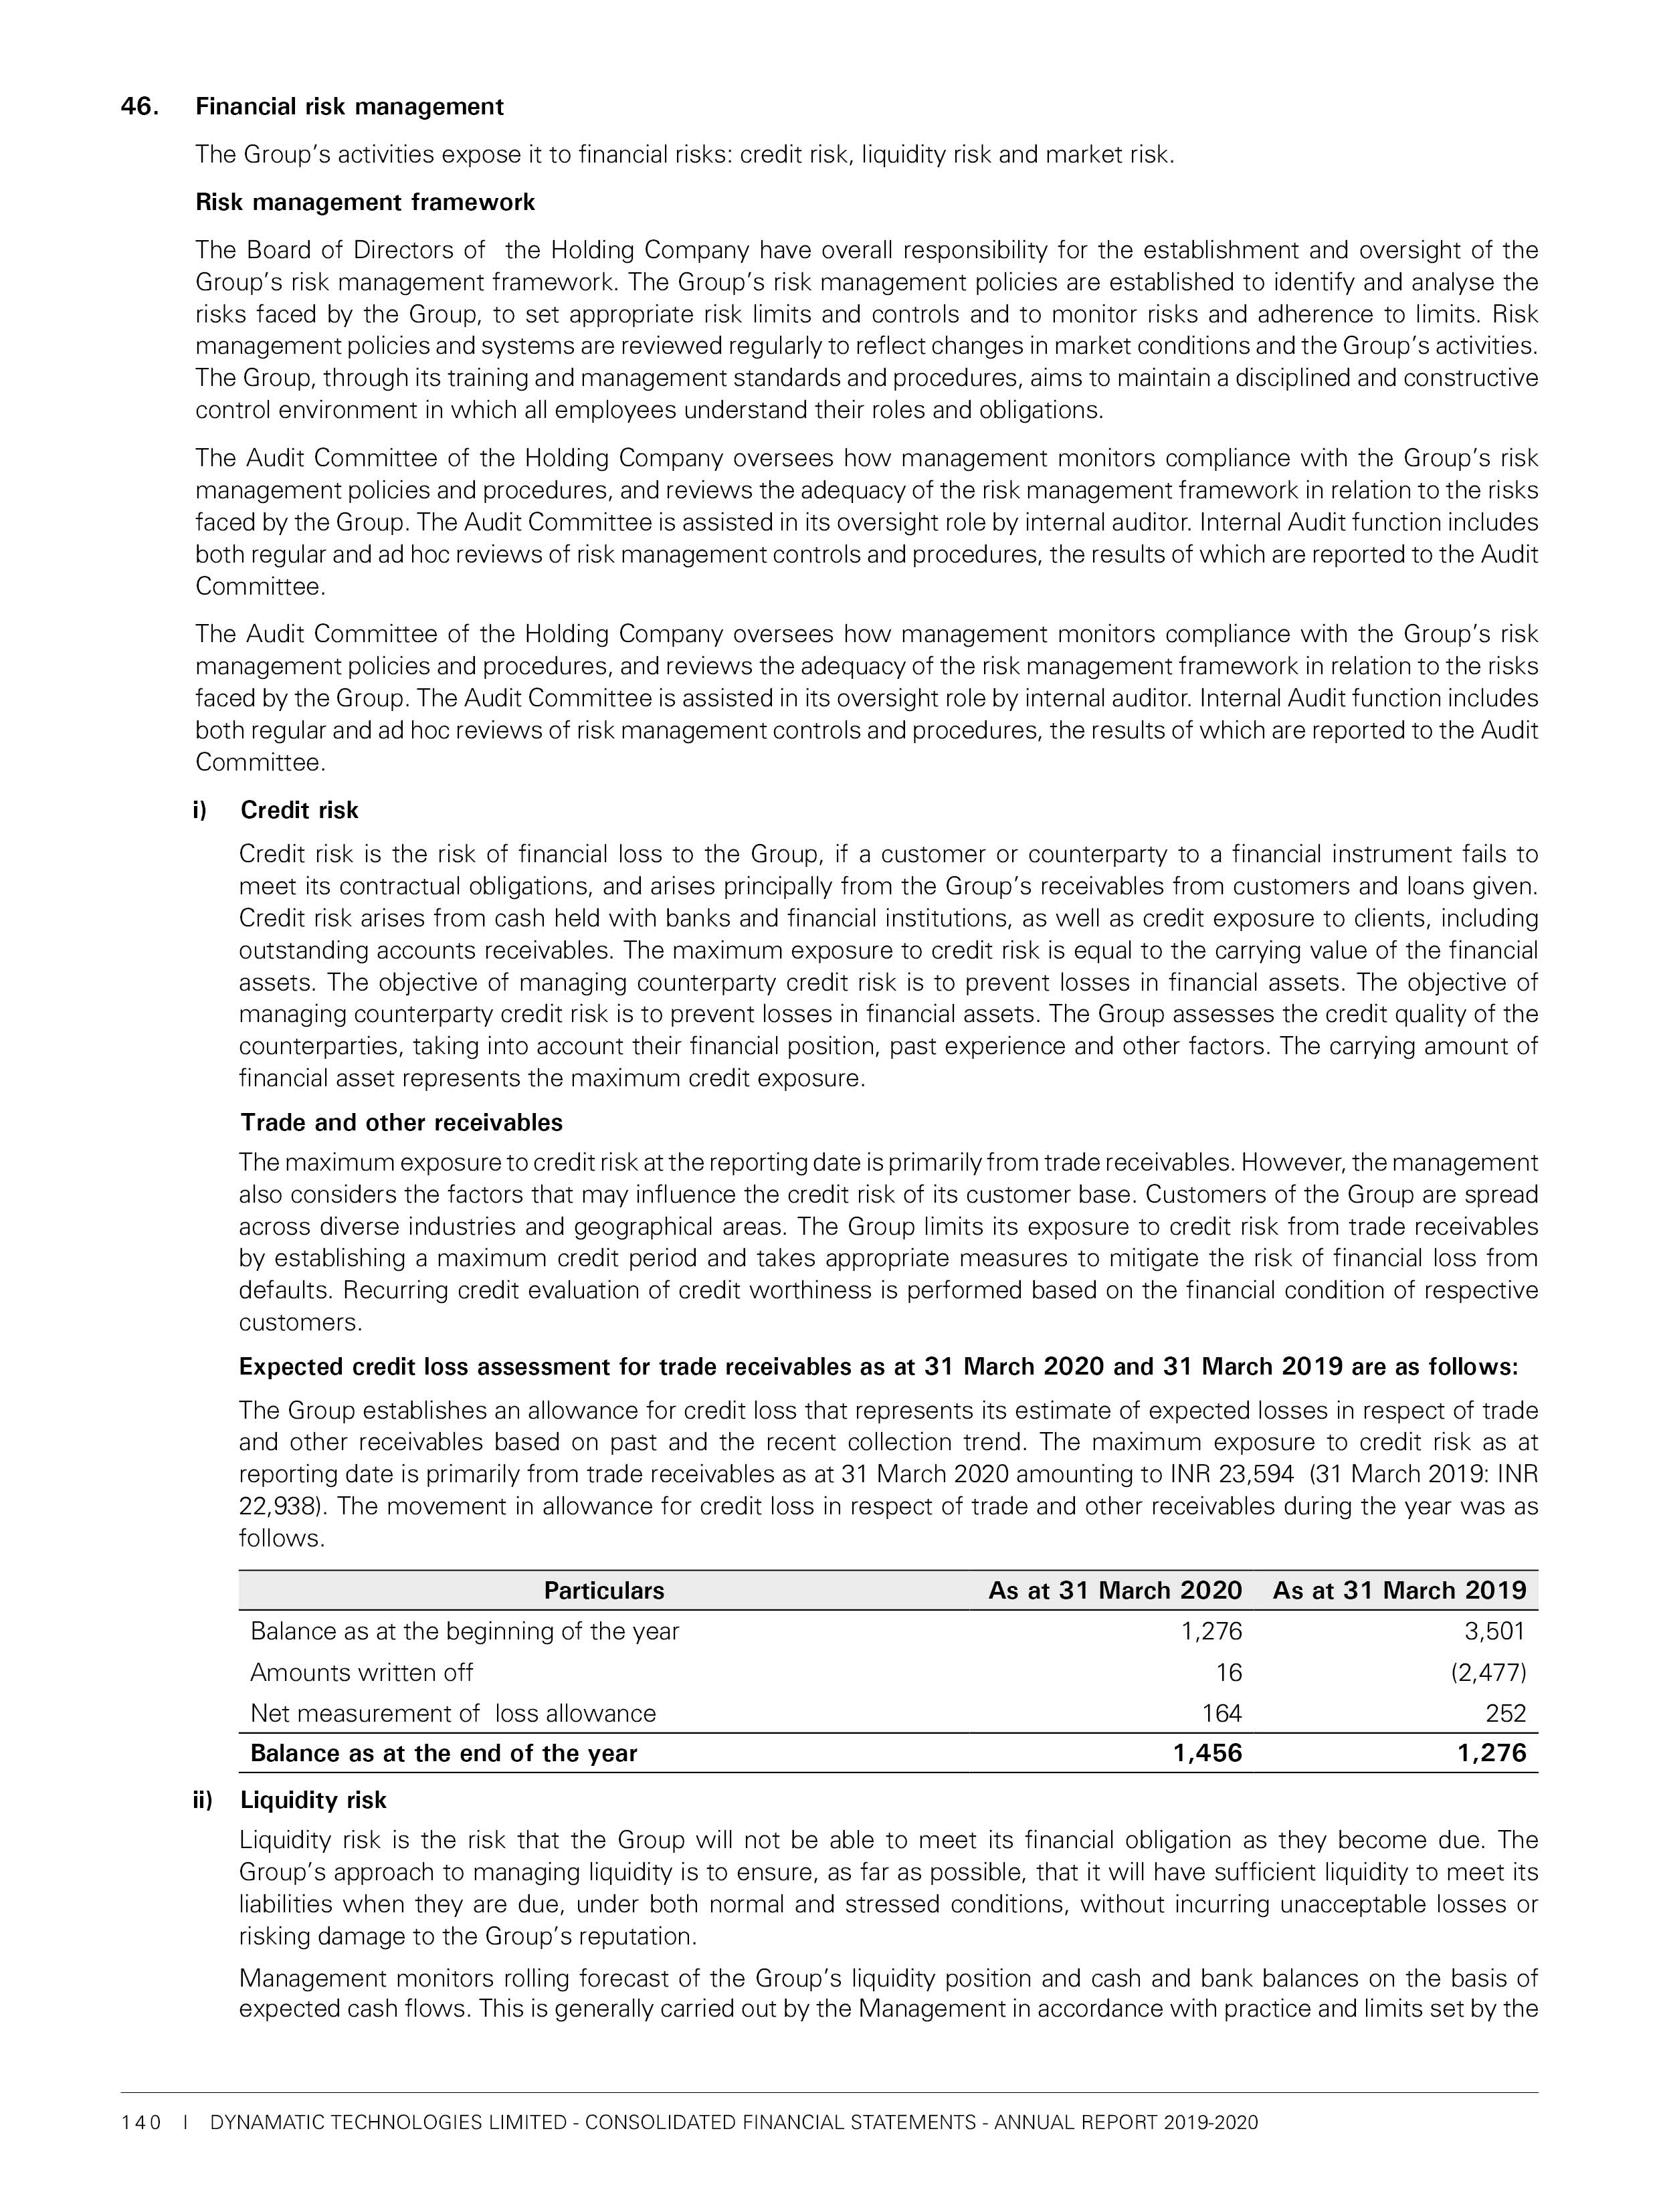 46. Financial risk management
The Group's activities expose it to financial risks: credit risk, liquidity risk and market risk.
Risk management framework
The Board of Directors of the Holding Company have overall responsibility for the establishment and oversight of the
Group's risk management framework. The Group's risk management policies are established to identify and analyse the
risks faced by the Group, to set appropriate risk limits and controls and to monitor risks and adherence to limits. Risk
management policies and systems are reviewed regularly to reflect changes in market conditions and the Group's activities.
The Group, through its training and management standards and procedures, aims to maintain a disciplined and constructive
control environment in which all employees understand their roles and obligations.
The Audit Committee of the Holding Company oversees how management monitors compliance with the Group's risk
management policies and procedures, and reviews the adequacy of the risk management framework in relation to the risks
faced by the Group. The Audit Committee is assisted in its oversight role by internal auditor. Internal Audit function includes
both regular and ad hoc reviews of risk management controls and procedures, the results of which are reported to the Audit
Committee.
The Audit Committee of the Holding Company oversees how management monitors compliance with the Group's risk
management policies and procedures, and reviews the adequacy of the risk management framework in relation to the risks
faced by the Group. The Audit Committee is assisted in its oversight role by internal auditor. Internal Audit function includes
both regular and ad hoc reviews of risk management controls and procedures, the results of which are reported to the Audit
Committee.
i) Credit risk
Credit risk is the risk of financial loss to the Group, if a customer or counterparty to a financial instrument fails to
meet its contractual obligations, and arises principally from the Group's receivables from customers and loans given.
Credit risk arises from cash held with banks and financial institutions, as well as credit exposure to clients, including
outstanding accounts receivables. The maximum exposure to credit risk is equal to the carrying value of the financial
assets. The objective of managing counterparty credit risk is to prevent losses in financial assets. The objective of
managing counterparty credit risk is to prevent losses in financial assets. The Group assesses the credit quality of the
counterparties, taking into account their financial position, past experience and other factors. The carrying amount of
financial asset represents the maximum credit exposure.
Trade and other receivables
The maximum exposure to credit risk at the reporting date is primarily from trade receivables. However, the management
also considers the factors that may influence the credit risk of its customer base. Customers of the Group are spread
across diverse industries and geographical areas. The Group limits its exposure to credit risk from trade receivables
by establishing a maximum credit period and takes appropriate measures to mitigate the risk of financial loss from
defaults. Recurring credit evaluation of credit worthiness is performed based on the financial condition of respective
customers.
Expected credit loss assessment for trade receivables as at 31 March 2020 and 31 March 2019 are as follows:
The Group establishes an allowance for credit loss that represents its estimate of expected losses in respect of trade
and other receivables based on past and the recent collection trend. The maximum exposure to credit risk as at
reporting date is primarily from trade receivables as at 31 March 2020 amounting to INR 23,594 (31 March 2019: INR
22,938). The movement in allowance for credit loss in respect of trade and other receivables during the year was as
follows.
Particulars As at 31 March 2020 As at 31 March 2019
Balance as at the beginning of the year 1,276 3,501
Amounts written off 16 (2,477)
Net measurement of loss allowance 164 252
Balance as at the end of the year 1,456 1,276
ii) Liquidity risk
Liquidity risk is the risk that the Group will not be able to meet its financial obligation as they become due. The
Group's approach to managing liquidity is to ensure, as far as possible, that it will have sufficient liquidity to meet its
liabilities when they are due, under both normal and stressed conditions, without incurring unacceptable losses or
risking damage to the Group's reputation.
Management monitors rolling forecast of the Group's liquidity position and cash and bank balances on the basis of
expected cash flows. This is generally carried out by the Management in accordance with practice and limits set by the
140 I DYNAMATIC TECHNOLOGIES LIMITED - CONSOLIDATED FINANCIAL STATEMENTS - ANNUAL REPORT 2019-2020